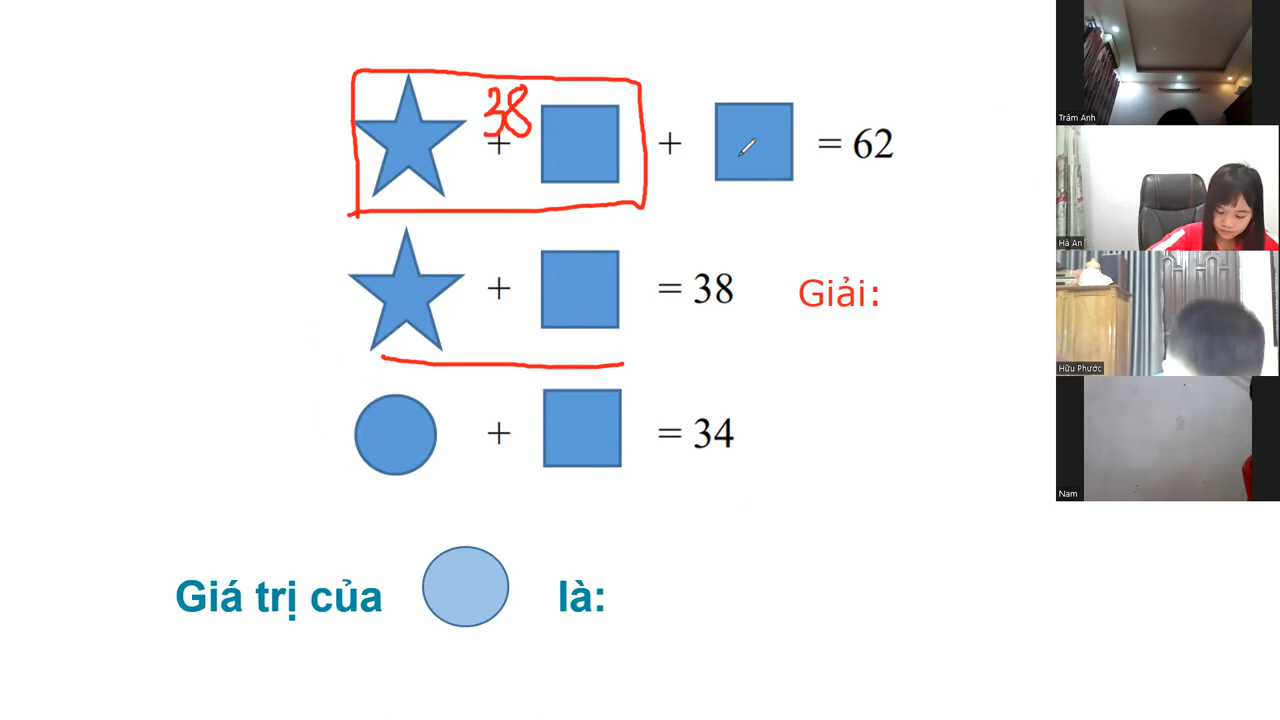 38
+ + = 62
+ = 38 Giải:
+ = 34
Giá trị của là:
Trâm Anh
Hà An
Hữu Phước
Nam